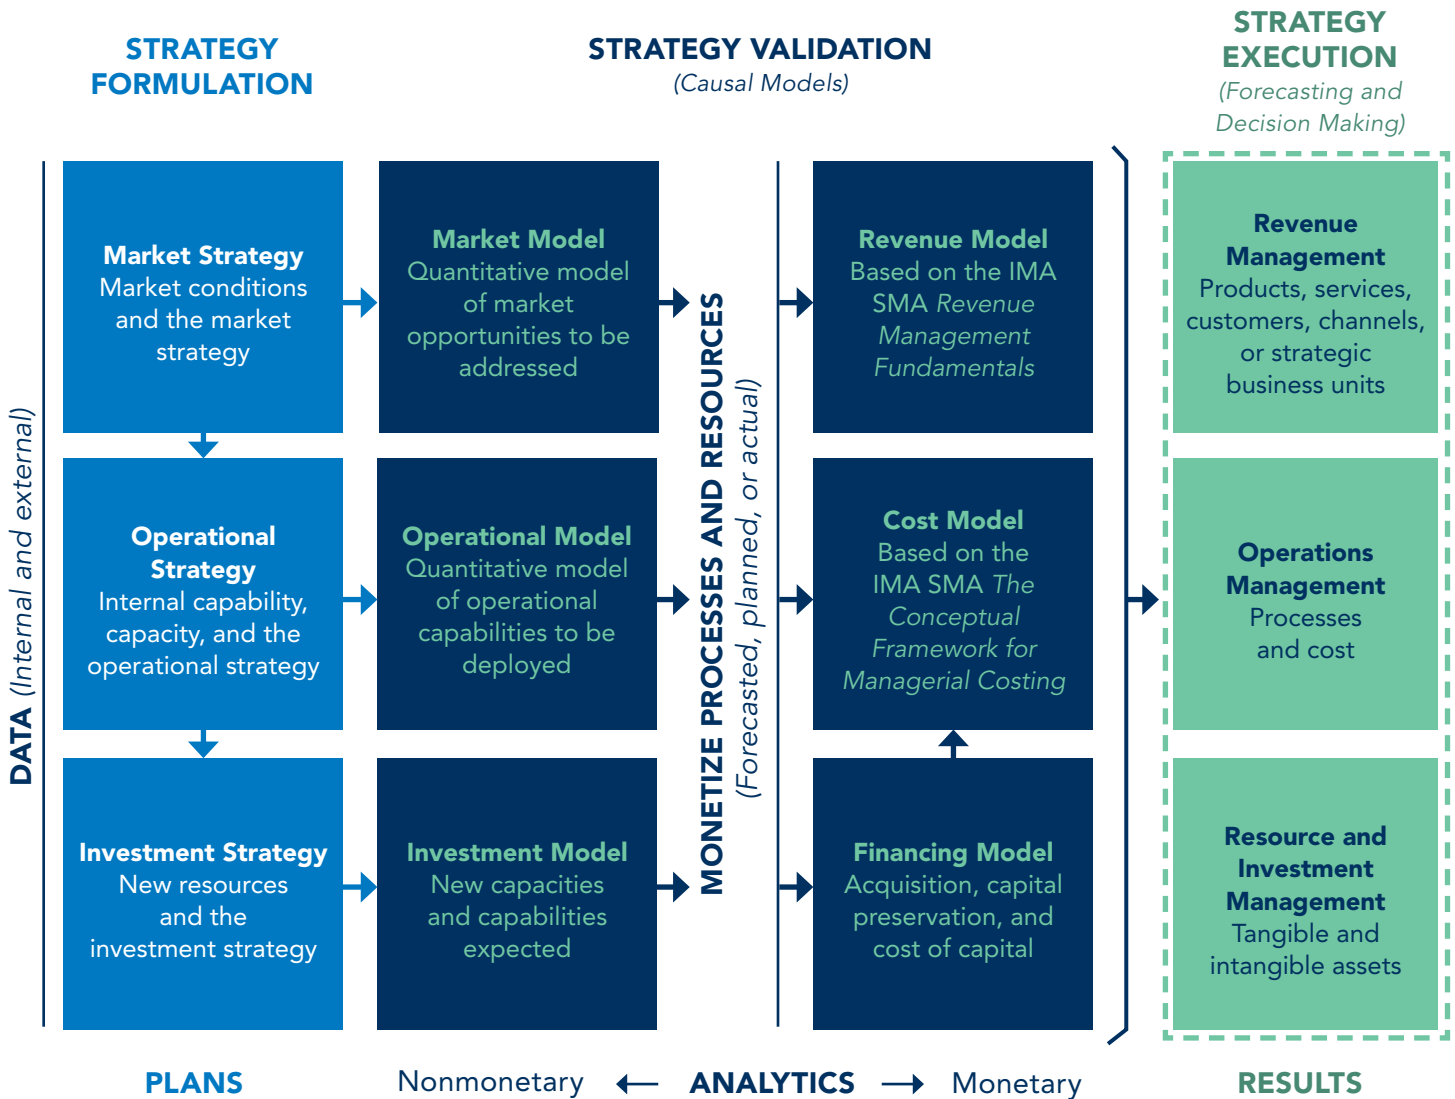 STRATEGY
FORMULATION
STRATEGY VALIDATION
(Causal Models)
STRATEGY
EXECUTION
(Forecasting and
Decision Making)
DATA (Internal and external)
Market Strategy
Market conditions
and the market
strategy
Market Model
Quantitative model
of market
opportunities to be
addressed
MONETIZE PROCESSES AND RESOURCES
(Forecasted, planned, or actual)
Revenue Model
Based on the IMA
SMA Revenue
Management
Fundamentals
Revenue
Management
Products, services,
customers, channels,
or strategic
business units
Operational
Strategy
Internal capability,
capacity, and the
operational strategy
Operational Model
Quantitative model
of operational
capabilities to be
deployed
Cost Model
Based on the
IMA SMA The
Conceptual
Framework for
Managerial Costing
Operations
Management
Processes
and cost
Investment Strategy
New resources
and the
investment strategy
Investment Model
New capacities
and capabilities
expected
Financing Model
Acquisition, capital
preservation, and
cost of capital
Resource and
Investment
Management
Tangible and
intangible assets
PLANS
Nonmonetary ← ANALYTICS → Monetary
RESULTS